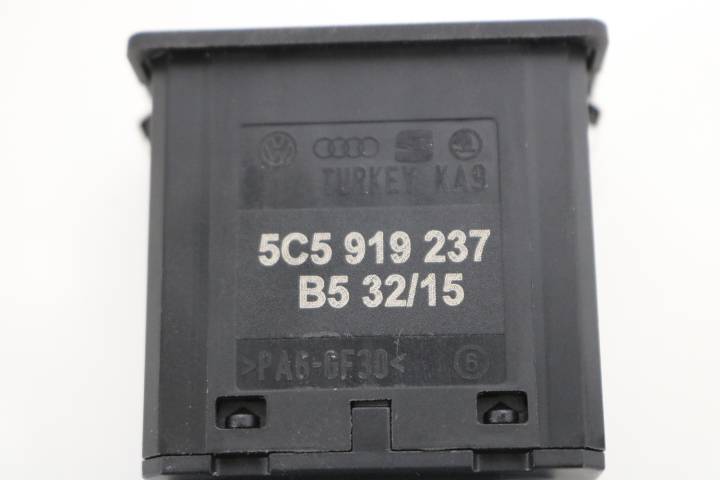 TURKEY KA9
5C5 919 237
B5 32/15
>PA6-GF30< 6